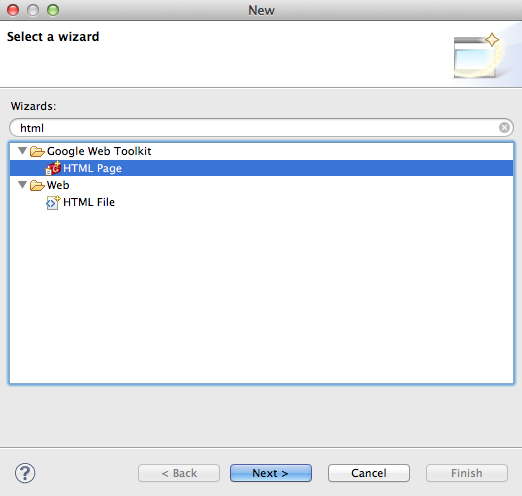 New
Select a wizard
Wizards:
html
Google Web Toolkit
HTML Page
Web
HTML File
? < Back Next > Cancel Finish